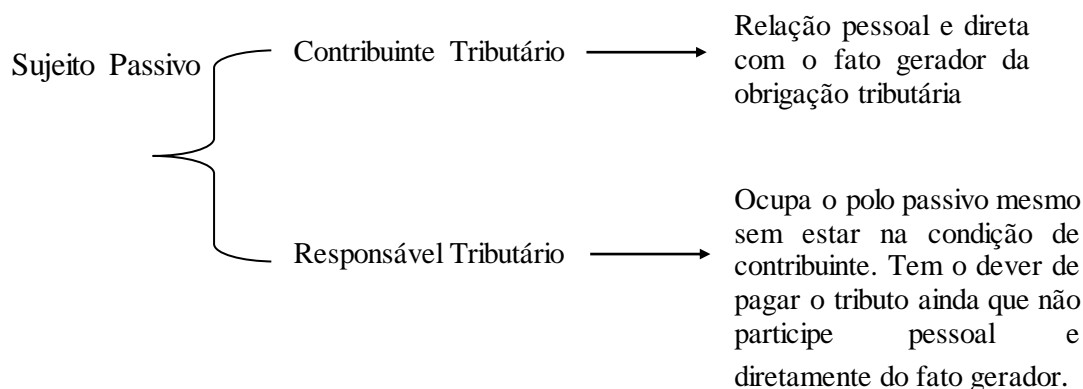 Sujeito Passivo
Contribuinte Tributário
Relação pessoal e direta
com o fato gerador da
obrigação tributária
Responsável Tributário
Ocupa o polo passivo mesmo
sem estar na condição de
contribuinte. Tem o dever de
pagar o tributo ainda que não
participe pessoal e
diretamente do fato gerador.